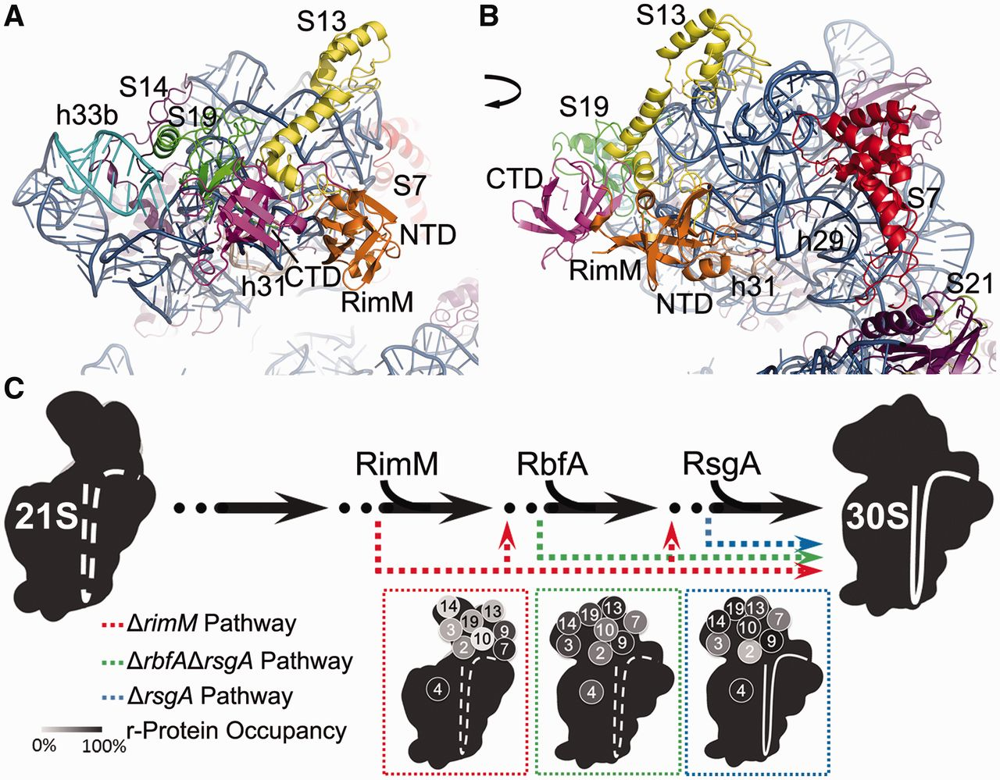 A
S13
S14
S19
h33b
S7
NTD
h31
CTD
RimM
B
S13
S19
CTD
S7
h29
RimM
h31
NTD
S21
C
21S
RimM
RbfA
RsgA
30S
ΔrimM Pathway
ΔrbfAΔrsgA Pathway
ΔrsgA Pathway
r-Protein Occupancy
0% 100%
14 13
19
3 9
10
2 7
4
13
19
14 7
10
3 9
2
4
19 13
14 7
10
3 9
2
4